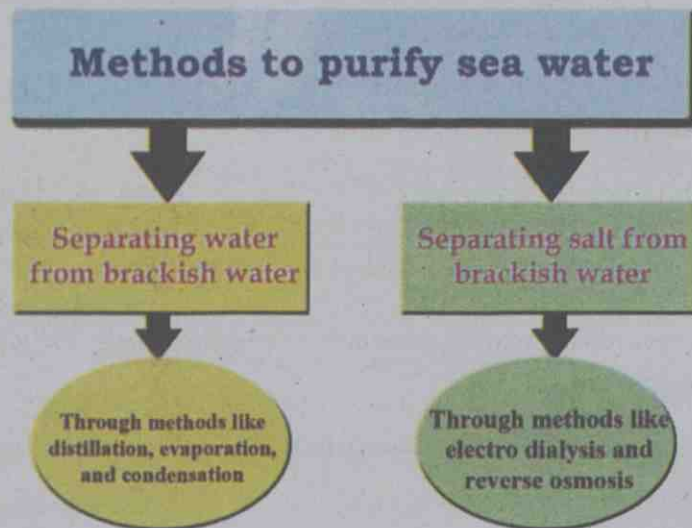 Methods to purify sea water
Separating water
from brackish water
Separating salt from
brackish water
Through methods like
distillation, evaporation,
and condensation
Through methods like
electro dialysis and
reverse osmosis